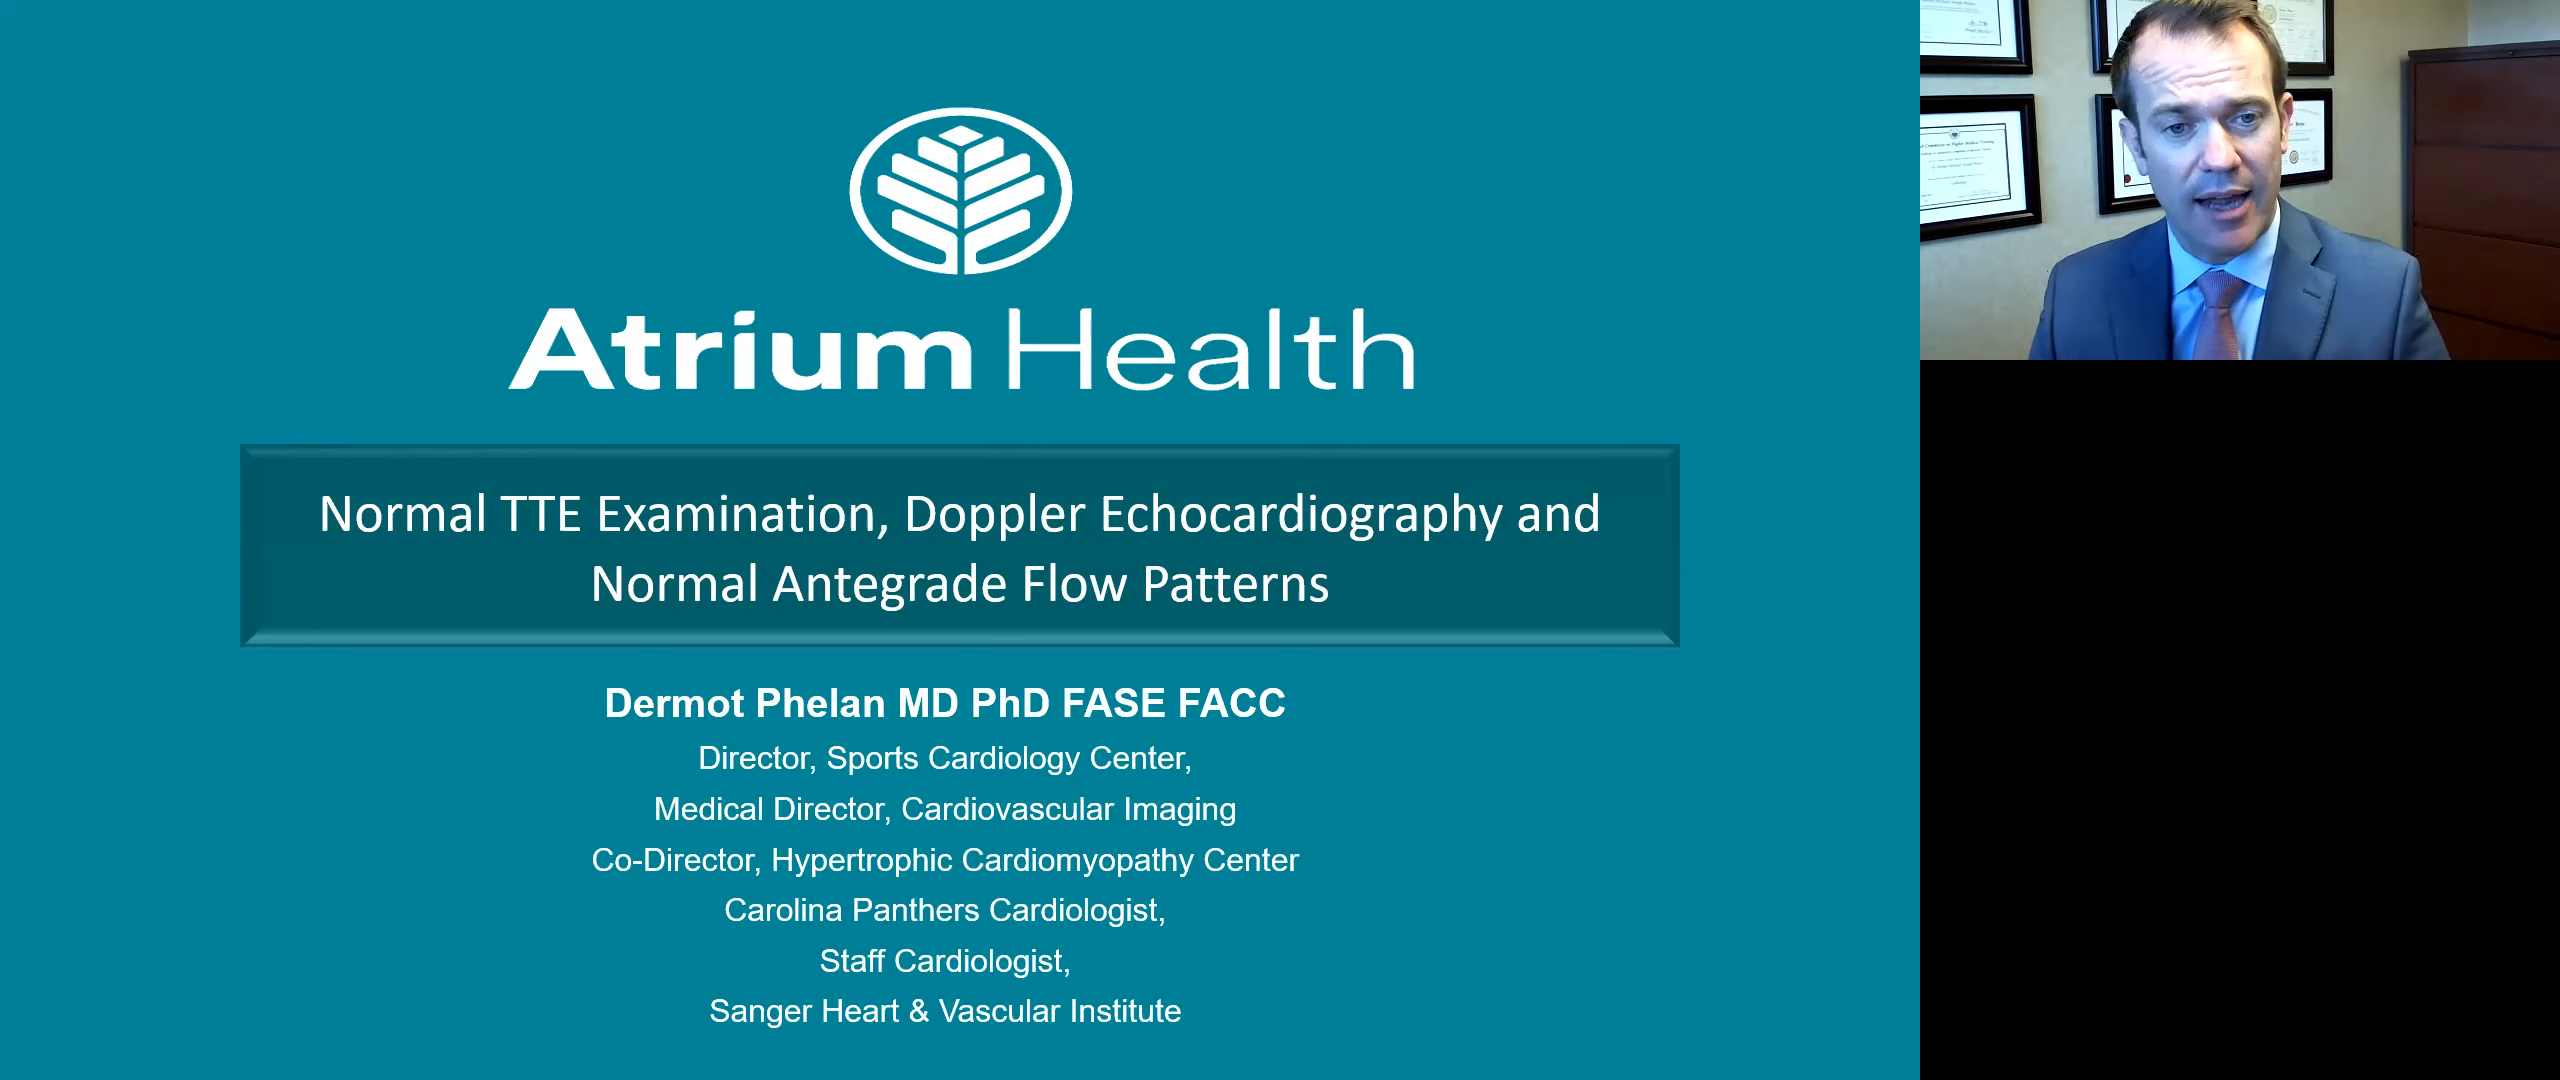 Atrium Health
Normal TTE Examination, Doppler Echocardiography and
Normal Antegrade Flow Patterns
Dermot Phelan MD PhD FASE FACC
Director, Sports Cardiology Center,
Medical Director, Cardiovascular Imaging
Co-Director, Hypertrophic Cardiomyopathy Center
Carolina Panthers Cardiologist,
Staff Cardiologist,
Sanger Heart & Vascular Institute